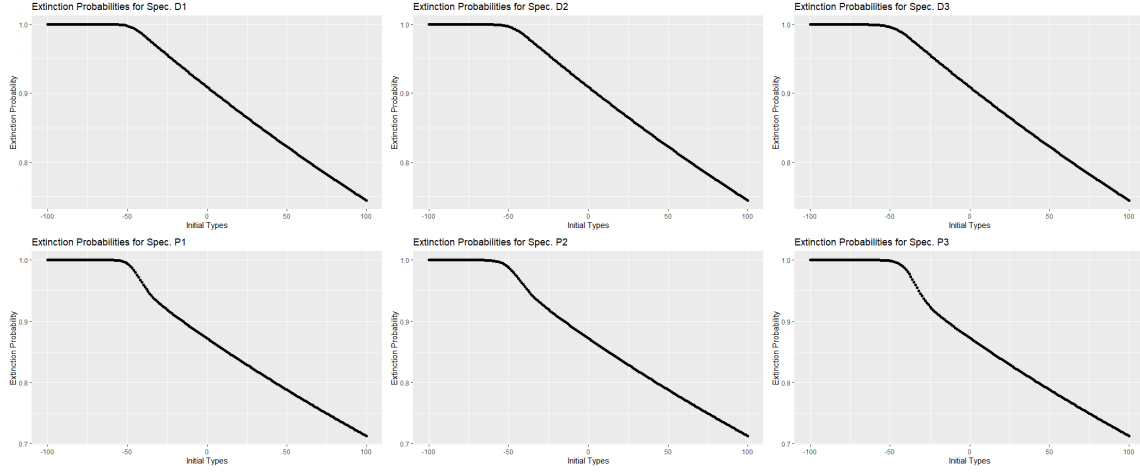 Extinction Probabilities for Spec. D1
Extinction Probability
1.0
0.9
0.8
-100 -50 0 50 100
Initial Types
Extinction Probabilities for Spec. D2
Extinction Probability
1.0
0.9
0.8
-100 -50 0 50 100
Initial Types
Extinction Probabilities for Spec. D3
Extinction Probability
1.0
0.9
0.8
-100 -50 0 50 100
Initial Types
Extinction Probabilities for Spec. P1
Extinction Probability
1.0
0.9
0.8
0.7
-100 -50 0 50 100
Initial Types
Extinction Probabilities for Spec. P2
Extinction Probability
1.0
0.9
0.8
0.7
-100 -50 0 50 100
Initial Types
Extinction Probabilities for Spec. P3
Extinction Probability
1.0
0.9
0.8
0.7
-100 -50 0 50 100
Initial Types